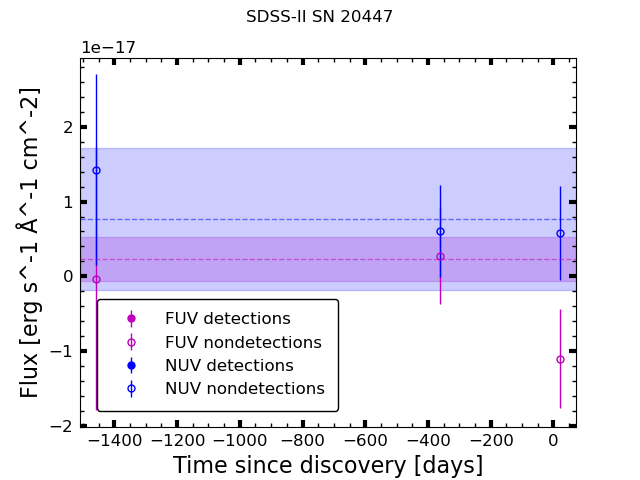 SDSS-II SN 20447
1e−17
2
1
0
−1
−2
Flux [erg s^-1 Å^-1 cm^-2]
FUV detections
FUV nondetections
NUV detections
NUV nondetections
−1400 −1200 −1000 −800 −600 −400 −200 0
Time since discovery [days]